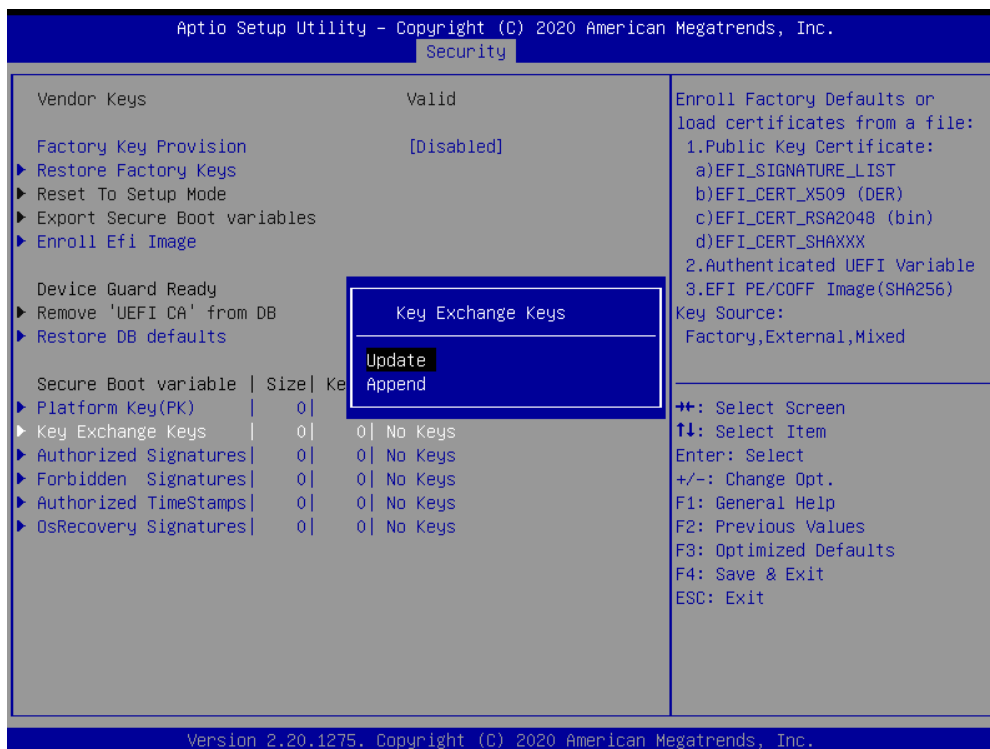 Aptio Setup Utility – Copyright (C) 2020 American Megatrends, Inc.
Security
Vendor Keys Valid
Factory Key Provision [Disabled]
Restore Factory Keys
Reset To Setup Mode
Export Secure Boot variables
Enroll Efi Image
Device Guard Ready
Remove 'UEFI CA' from DB
Restore DB defaults
Secure Boot variable | Size| Ke
Platform Key(PK) | 0|
Key Exchange Keys | 0| 0| No Keys
Authorized Signatures| 0| 0| No Keys
Forbidden Signatures| 0| 0| No Keys
Authorized TimeStamps| 0| 0| No Keys
OsRecovery Signatures| 0| 0| No Keys
Key Exchange Keys
Update
Append
Enroll Factory Defaults or
load certificates from a file:
1.Public Key Certificate:
a)EFI_SIGNATURE_LIST
b)EFI_CERT_X509 (DER)
c)EFI_CERT_RSA2048 (bin)
d)EFI_CERT_SHAXXX
2.Authenticated UEFI Variable
3.EFI PE/COFF Image(SHA256)
Key Source:
Factory,External,Mixed
→←: Select Screen
↑↓: Select Item
Enter: Select
+/-: Change Opt.
F1: General Help
F2: Previous Values
F3: Optimized Defaults
F4: Save & Exit
ESC: Exit
Version 2.20.1275. Copyright (C) 2020 American Megatrends, Inc.